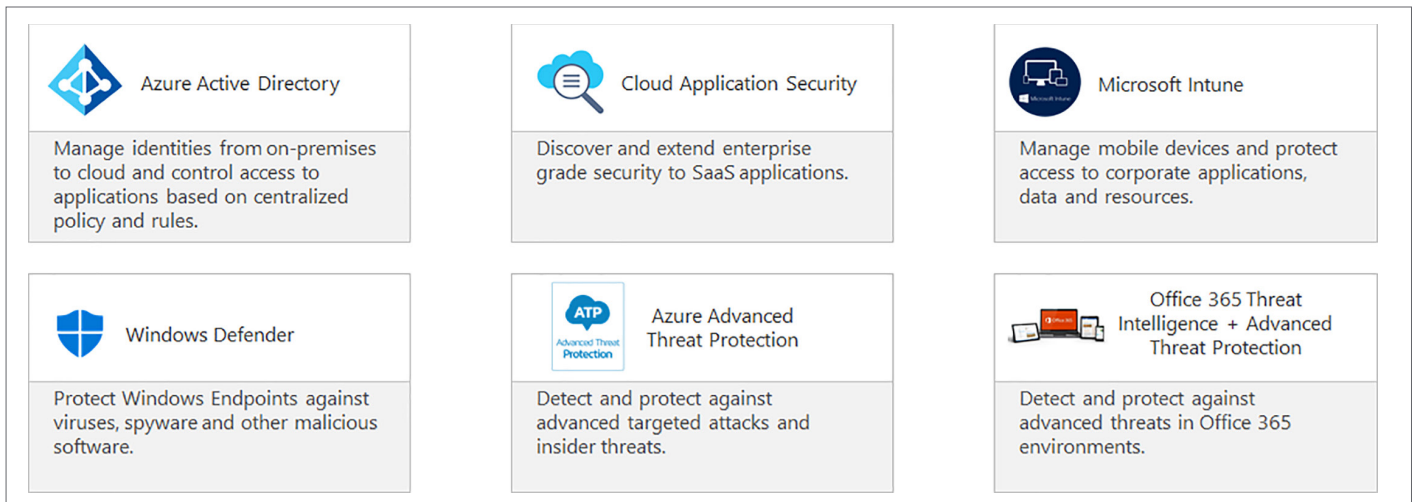 Azure Active Directory
Manage identities from on-premises
to cloud and control access to
applications based on centralized
policy and rules.
Cloud Application Security
Discover and extend enterprise
grade security to SaaS applications.
Microsoft Intune
Microsoft Intune
Manage mobile devices and protect
access to corporate applications,
data and resources.
Windows Defender
Protect Windows Endpoints against
viruses, spyware and other malicious
software.
ATP
Advanced Threat
Protection
Azure Advanced
Threat Protection
Detect and protect against
advanced targeted attacks and
insider threats.
Office 365
Office 365 Threat
Intelligence + Advanced
Threat Protection
Detect and protect against
advanced threats in Office 365
environments.